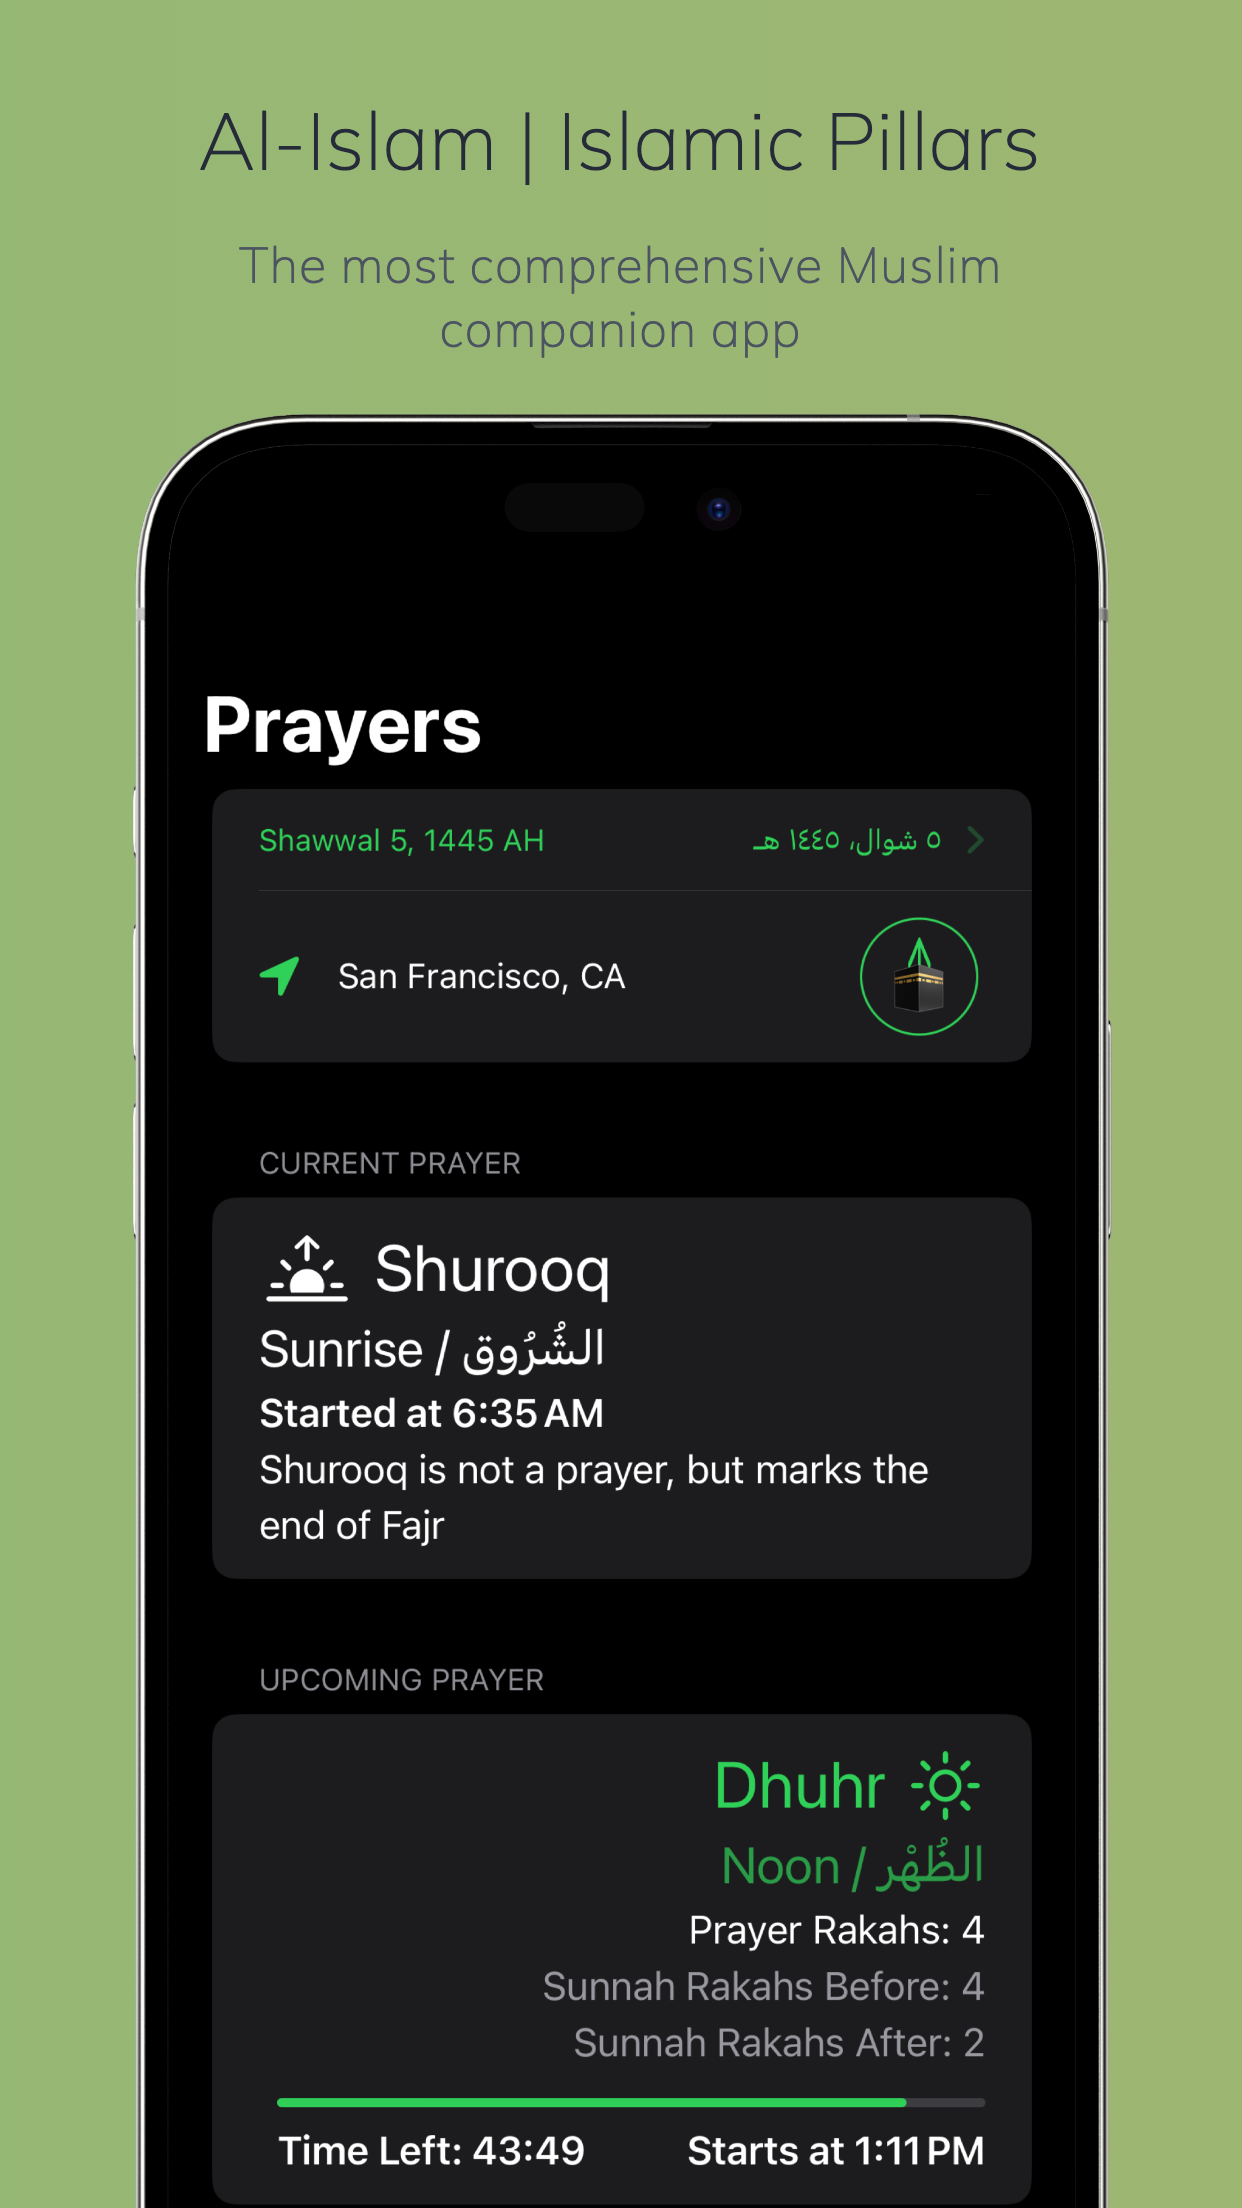 Al-Islam | Islamic Pillars
The most comprehensive Muslim
companion app
Prayers
Shawwal 5, 1445 AH
٥ شوال، ١٤٤٥ هـ
San Francisco, CA
CURRENT PRAYER
Shurooq
Sunrise / الشُرُوق
Started at 6:35 AM
Shurooq is not a prayer, but marks the
end of Fajr
UPCOMING PRAYER
Dhuhr
Noon / الظُهْر
Prayer Rakahs: 4
Sunnah Rakahs Before: 4
Sunnah Rakahs After: 2
Time Left: 43:49
Starts at 1:11 PM